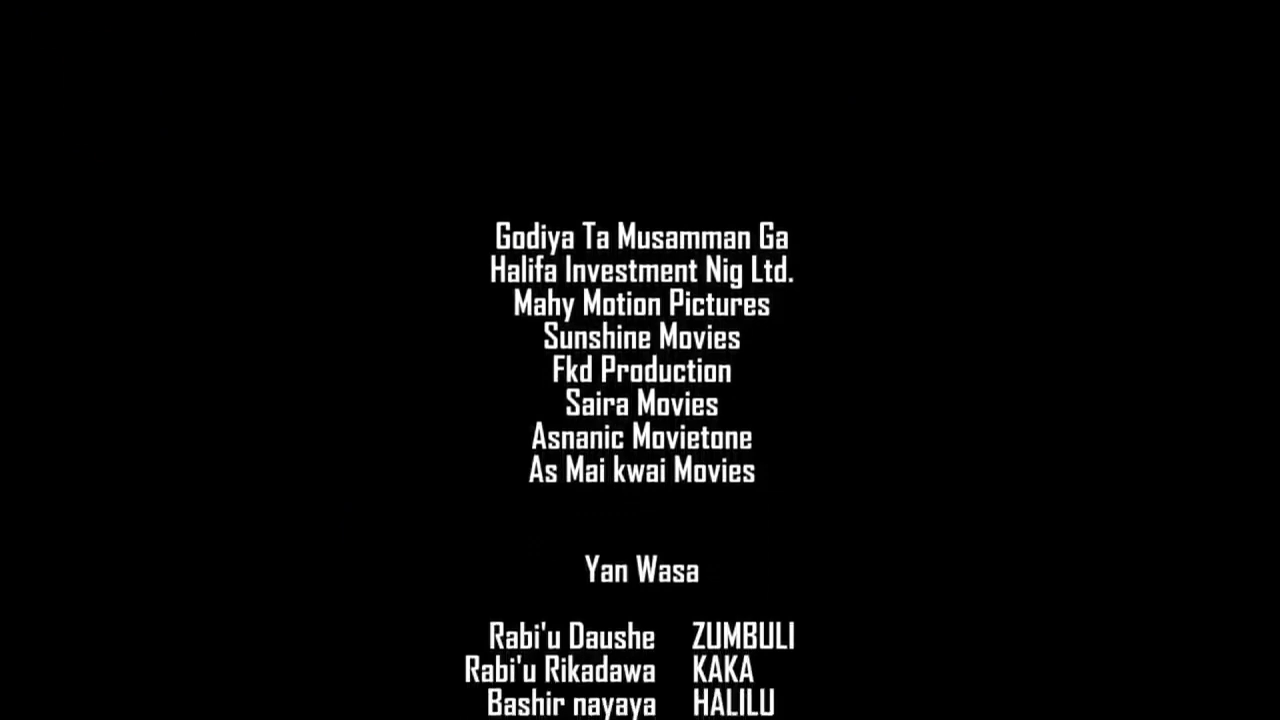 Godiya Ta Musamman Ga
Halifa Investment Nig Ltd.
Mahy Motion Pictures
Sunshine Movies
Fkd Production
Saira Movies
Asnanic Movietone
As Mai kwai Movies
Yan Wasa
Rabi'u Daushe ZUMBULI
Rabi'u Rikadawa KAKA
Bashir nayaya HALILU